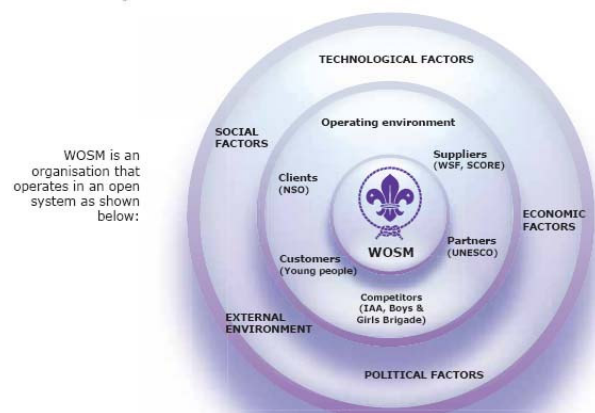 TECHNOLOGICAL FACTORS
Operating environment
SOCIAL
FACTORS
WOSM is an
organisation that
operates in an open
system as shown
below:
Suppliers
(WSF, SCORE)
Clients
(NSO)
ECONOMIC
FACTORS
WOSM
Partners
(UNESCO)
Customers
(Young people)
Competitors
(IAA, Boys &
Girls Brigade)
EXTERNAL
ENVIRONMENT
POLITICAL FACTORS